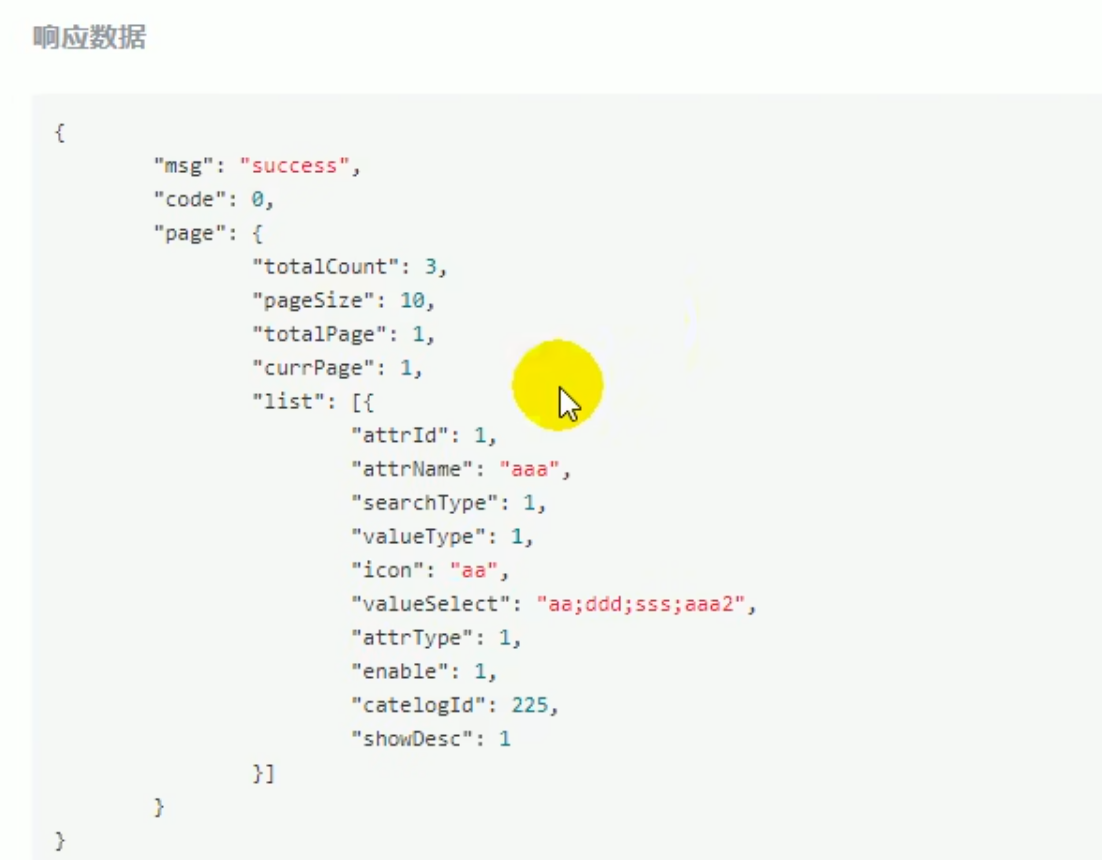 响应数据
{
"msg": "success",
"code": 0,
"page": {
"totalCount": 3,
"pageSize": 10,
"totalPage": 1,
"currPage": 1,
"list": [{
"attrId": 1,
"attrName": "aaa",
"searchType": 1,
"valueType": 1,
"icon": "aa",
"valueSelect": "aa;ddd;sss;aaa2",
"attrType": 1,
"enable": 1,
"catelogId": 225,
"showDesc": 1
}]
}
}